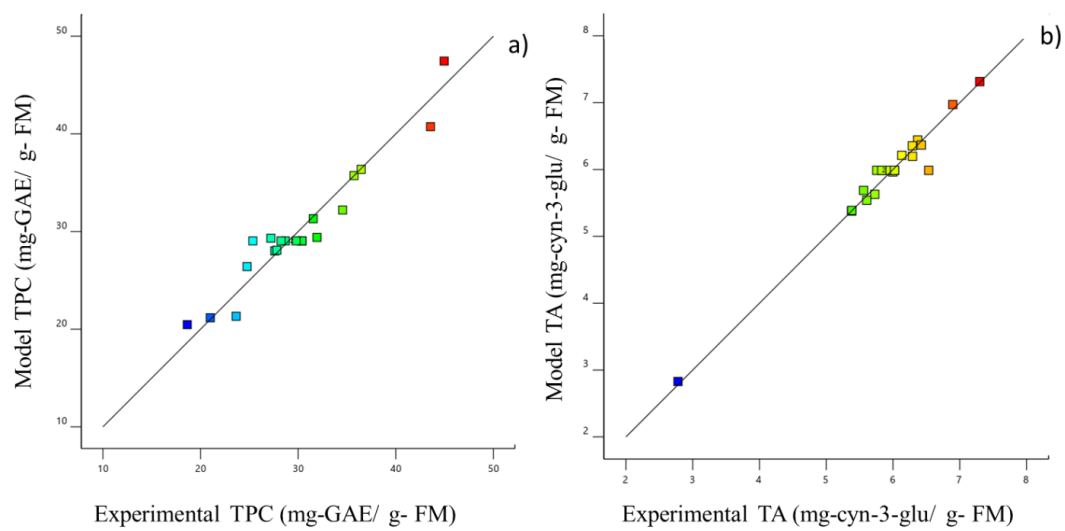 a)
Model TPC (mg-GAE/ g- FM)
50
40
30
20
10
10 20 30 40 50
Experimental TPC (mg-GAE/ g- FM)
b)
Model TA (mg-cyn-3-glu/ g- FM)
8
7
6
5
4
3
2
2 3 4 5 6 7 8
Experimental TA (mg-cyn-3-glu/ g- FM)